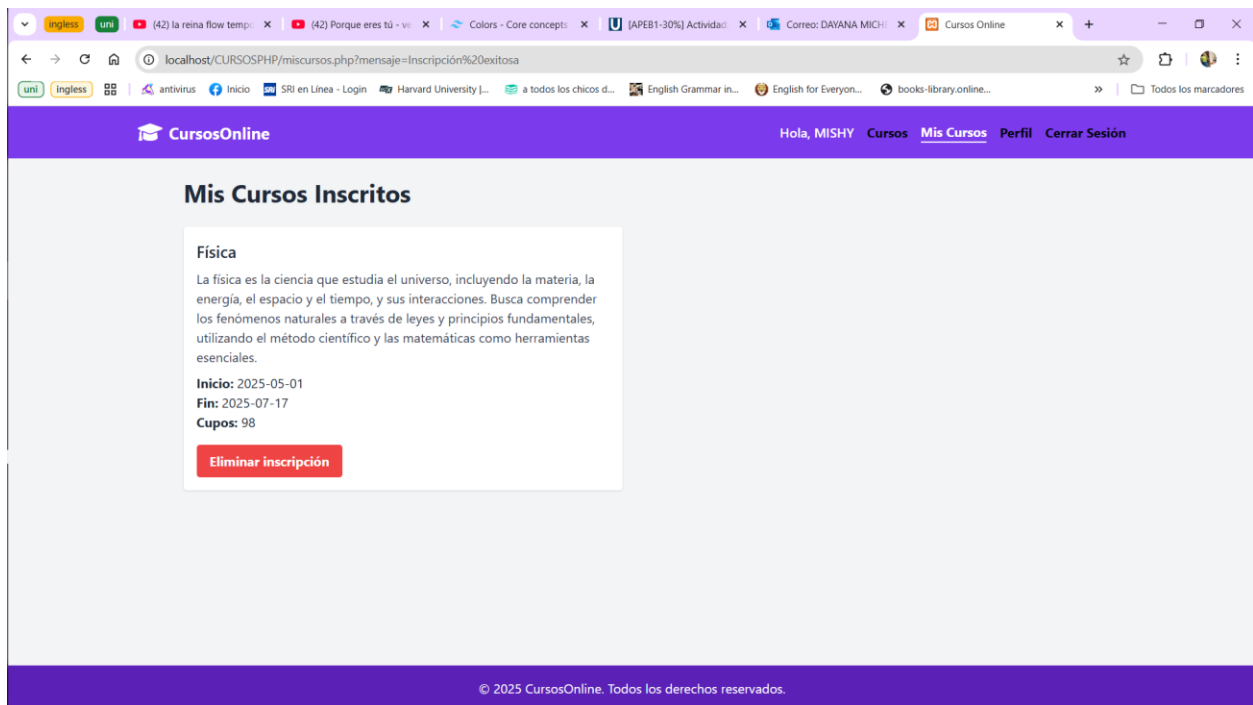 ingless
uni
(42) la reina flow tempo
(42) Porque eres tú - ve
Colors - Core concepts
[APEB1-30%] Actividad
Correo: DAYANA MICH
Cursos Online
localhost/CURSOSPHP/miscursos.php?mensaje=Inscripción%20exitosa
uni
ingless
antivirus
Inicio
SRI en Línea - Login
Harvard University |...
a todos los chicos d...
English Grammar in...
English for Everyon...
books-library.online...
»
Todos los marcadores
CursosOnline
Hola, MISHY Cursos Mis Cursos Perfil Cerrar Sesión
Mis Cursos Inscritos
Física
La física es la ciencia que estudia el universo, incluyendo la materia, la
energía, el espacio y el tiempo, y sus interacciones. Busca comprender
los fenómenos naturales a través de leyes y principios fundamentales,
utilizando el método científico y las matemáticas como herramientas
esenciales.
Inicio: 2025-05-01
Fin: 2025-07-17
Cupos: 98
Eliminar inscripción
© 2025 CursosOnline. Todos los derechos reservados.